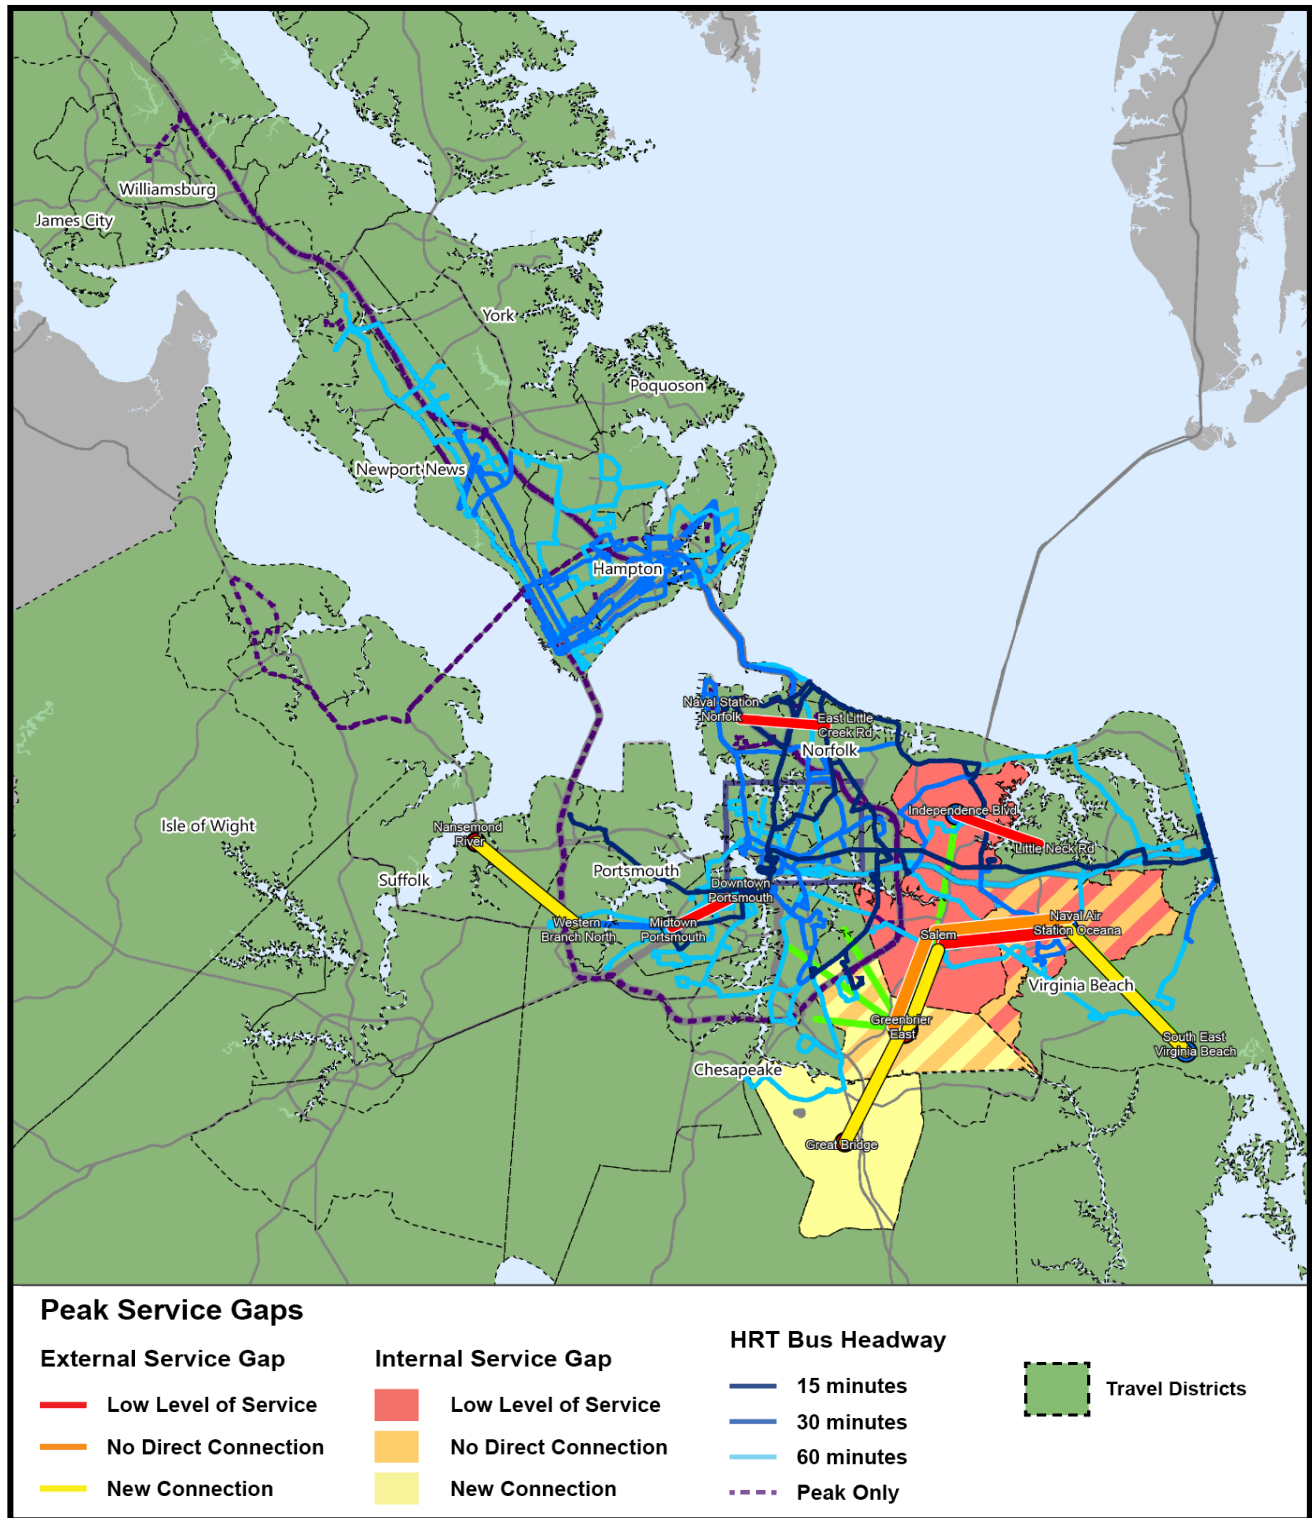 Williamsburg
James City
York
Poquoson
Newport News
Hampton
Naval Station
Norfolk
East Little
Creek Rd
Norfolk
Independence Blvd
Little Neck Rd
Isle of Wight
Nansemond
River
Suffolk
Portsmouth
Downtown
Portsmouth
Western
Branch North
Midtown
Portsmouth
Salem
Naval Air
Station Oceana
Virginia Beach
Greenbrier
East
South East
Virginia Beach
Chesapeake
Great Bridge
Peak Service Gaps
External Service Gap
Low Level of Service
No Direct Connection
New Connection
Internal Service Gap
Low Level of Service
No Direct Connection
New Connection
HRT Bus Headway
15 minutes
30 minutes
60 minutes
Peak Only
Travel Districts